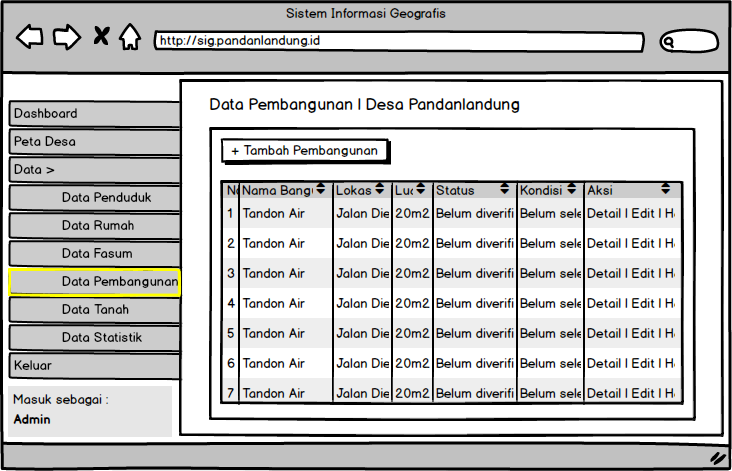 Sistem Informasi Geografis
http://sig.pandanlandung.id
Dashboard
Peta Desa
Data >
Data Penduduk
Data Rumah
Data Fasum
Data Pembangunan
Data Tanah
Data Statistik
Keluar
Masuk sebagai :
Admin
Data Pembangunan | Desa Pandanlandung
+ Tambah Pembangunan
Nama Bang Lokas Status Kondisi Aksi
1 Tandon Air Jalan Die 20m2 Belum diverifi Belum sele Detail | Edit | H
2 Tandon Air Jalan Die 20m2 Belum diverifi Belum sele Detail | Edit | H
3 Tandon Air Jalan Die 20m2 Belum diverifi Belum sele Detail | Edit | H
4 Tandon Air Jalan Die 20m2 Belum diverifi Belum sele Detail | Edit | H
5 Tandon Air Jalan Die 20m2 Belum diverifi Belum sele Detail | Edit | H
6 Tandon Air Jalan Die 20m2 Belum diverifi Belum sele Detail | Edit | H
7 Tandon Air Jalan Die 20m2 Belum diverifi Belum sele Detail | Edit | H